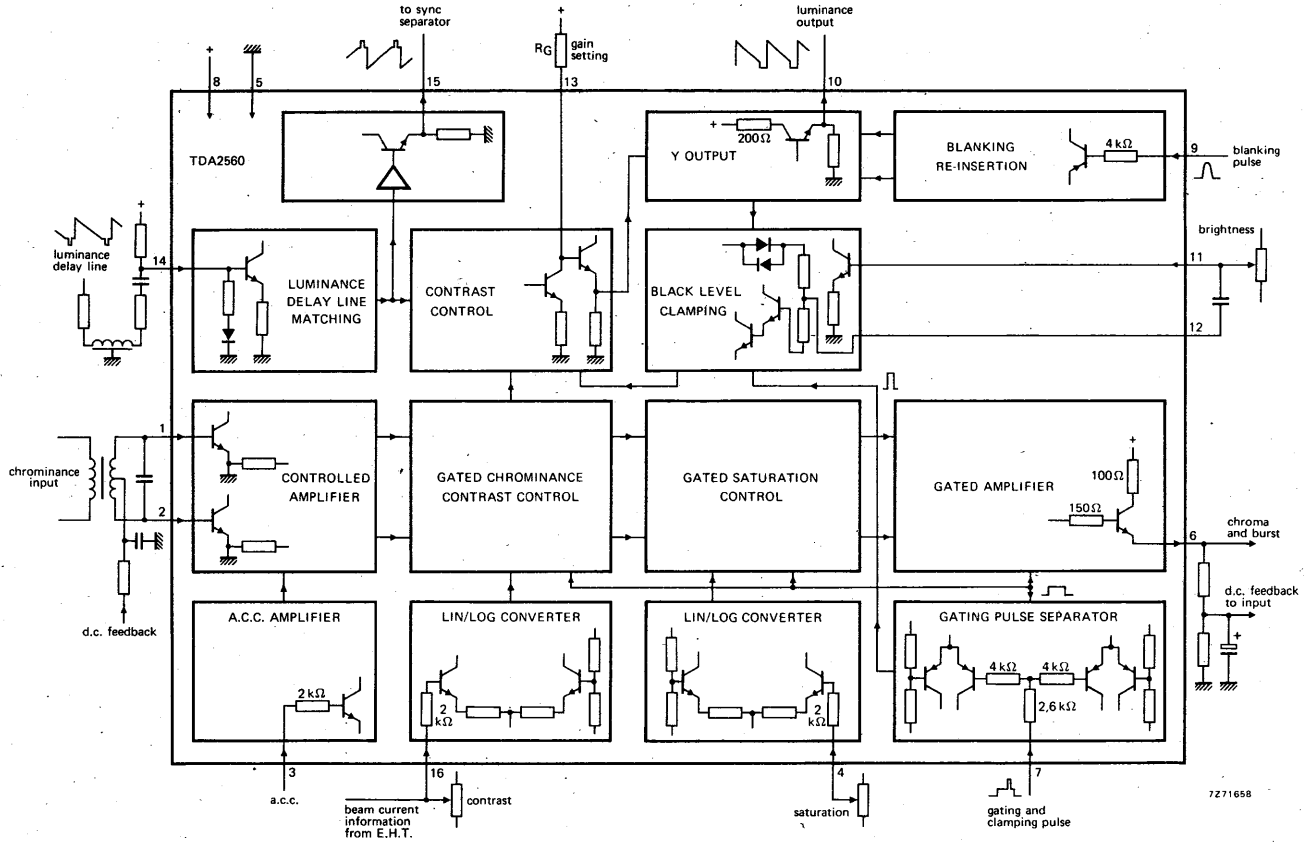 to sync
separator
+
R_G
gain
setting
luminance
output
+
8
5
15
13
10
TDA2560
+
200Ω
Y OUTPUT
BLANKING
RE-INSERTION
4 kΩ
9
blanking
pulse
+
luminance
delay line
14
LUMINANCE
DELAY LINE
MATCHING
CONTRAST
CONTROL
BLACK LEVEL
CLAMPING
brightness
11
12
chrominance
input
1
2
CONTROLLED
AMPLIFIER
GATED CHROMINANCE
CONTRAST CONTROL
GATED SATURATION
CONTROL
GATED AMPLIFIER
+
100Ω
150Ω
6
chroma
and burst
d.c. feedback
to input
+
d.c. feedback
A.C.C. AMPLIFIER
2 kΩ
LIN/LOG CONVERTER
2
kΩ
LIN/LOG CONVERTER
2
kΩ
GATING PULSE SEPARATOR
4 kΩ
4 kΩ
2,6 kΩ
3
a.c.c.
16
beam current
information
from E.H.T.
contrast
4
saturation
7
gating and
clamping pulse
7Z71658